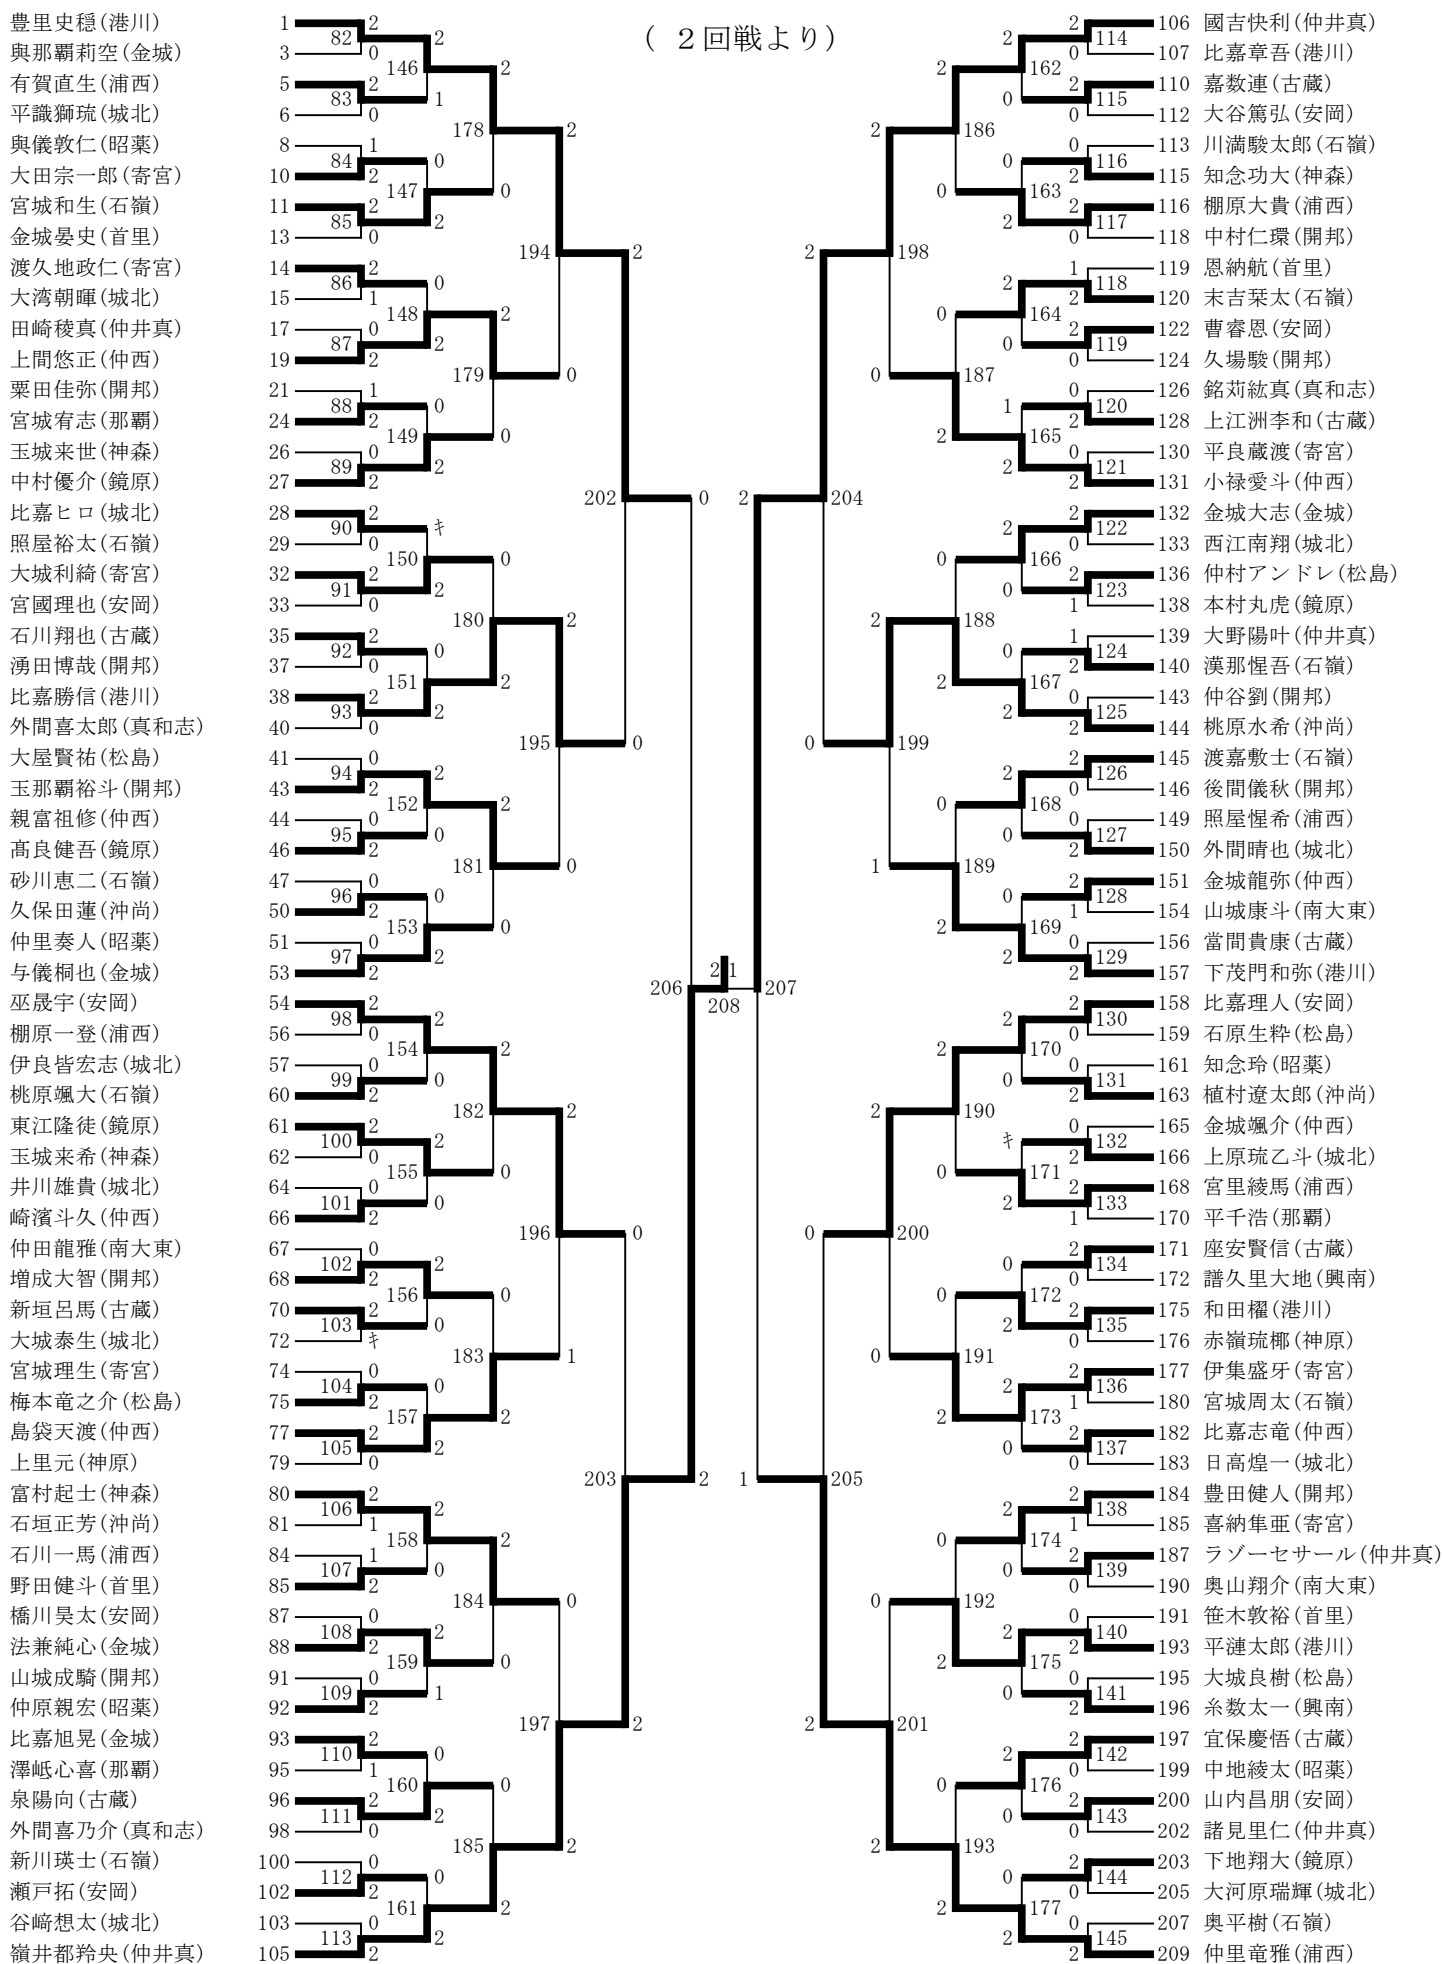 ( 2回戦より)
豊里史穏(港川) 1
與那覇莉空(金城) 3
有賀直生(浦西) 5
平識獅琉(城北) 6
與儀敦仁(昭薬) 8
大田宗一郎(寄宮) 10
宮城和生(石嶺) 11
金城晏史(首里) 13
渡久地政仁(寄宮) 14
大湾朝暉(城北) 15
田崎稜真(仲井真) 17
上間悠正(仲西) 19
粟田佳弥(開邦) 21
宮城宥志(那覇) 24
玉城来世(神森) 26
中村優介(鏡原) 27
比嘉ヒロ(城北) 28
照屋裕太(石嶺) 29
大城利綺(寄宮) 32
宮國理也(安岡) 33
石川翔也(古蔵) 35
湧田博哉(開邦) 37
比嘉勝信(港川) 38
外間喜太郎(真和志) 40
大屋賢祐(松島) 41
玉那覇裕斗(開邦) 43
親富祖修(仲西) 44
髙良健吾(鏡原) 46
砂川恵二(石嶺) 47
久保田蓮(沖尚) 50
仲里奏人(昭薬) 51
与儀桐也(金城) 53
巫晟宇(安岡) 54
棚原一登(浦西) 56
伊良皆宏志(城北) 57
桃原颯大(石嶺) 60
東江隆徒(鏡原) 61
玉城来希(神森) 62
井川雄貴(城北) 64
崎濱斗久(仲西) 66
仲田龍雅(南大東) 67
増成大智(開邦) 68
新垣呂馬(古蔵) 70
大城泰生(城北) 72
宮城理生(寄宮) 74
梅本竜之介(松島) 75
島袋天渡(仲西) 77
上里元(神原) 79
富村起士(神森) 80
石垣正芳(沖尚) 81
石川一馬(浦西) 84
野田健斗(首里) 85
橋川昊太(安岡) 87
法兼純心(金城) 88
山城成騎(開邦) 91
仲原親宏(昭薬) 92
比嘉旭晃(金城) 93
澤岻心喜(那覇) 95
泉陽向(古蔵) 96
外間喜乃介(真和志) 98
新川瑛士(石嶺) 100
瀬戸拓(安岡) 102
谷﨑想太(城北) 103
嶺井都羚央(仲井真) 105
106 國吉快利(仲井真)
107 比嘉章吾(港川)
110 嘉数連(古蔵)
112 大谷篤弘(安岡)
113 川満駿太郎(石嶺)
115 知念功大(神森)
116 棚原大貴(浦西)
118 中村仁環(開邦)
119 恩納航(首里)
120 末吉栞太(石嶺)
122 曹睿恩(安岡)
124 久場駿(開邦)
126 銘苅紘真(真和志)
128 上江洲李和(古蔵)
130 平良蔵渡(寄宮)
131 小禄愛斗(仲西)
132 金城大志(金城)
133 西江南翔(城北)
136 仲村アンドレ(松島)
138 本村丸虎(鏡原)
139 大野陽叶(仲井真)
140 漢那惺吾(石嶺)
143 仲谷劉(開邦)
144 桃原水希(沖尚)
145 渡嘉敷士(石嶺)
146 後間儀秋(開邦)
149 照屋惺希(浦西)
150 外間晴也(城北)
151 金城龍弥(仲西)
154 山城康斗(南大東)
156 當間貴康(古蔵)
157 下茂門和弥(港川)
158 比嘉理人(安岡)
159 石原生粋(松島)
161 知念玲(昭薬)
163 植村遼太郎(沖尚)
165 金城颯介(仲西)
166 上原琉乙斗(城北)
168 宮里綾馬(浦西)
170 平千浩(那覇)
171 座安賢信(古蔵)
172 譜久里大地(興南)
175 和田櫂(港川)
176 赤嶺琉梛(神原)
177 伊集盛牙(寄宮)
180 宮城周太(石嶺)
182 比嘉志竜(仲西)
183 日高煌一(城北)
184 豊田健人(開邦)
185 喜納隼亜(寄宮)
187 ラゾーセサール(仲井真)
190 奥山翔介(南大東)
191 笹木敦裕(首里)
193 平漣太郎(港川)
195 大城良樹(松島)
196 糸数太一(興南)
197 宜保慶悟(古蔵)
199 中地綾太(昭薬)
200 山内昌朋(安岡)
202 諸見里仁(仲井真)
203 下地翔大(鏡原)
205 大河原瑞輝(城北)
207 奥平樹(石嶺)
209 仲里竜雅(浦西)